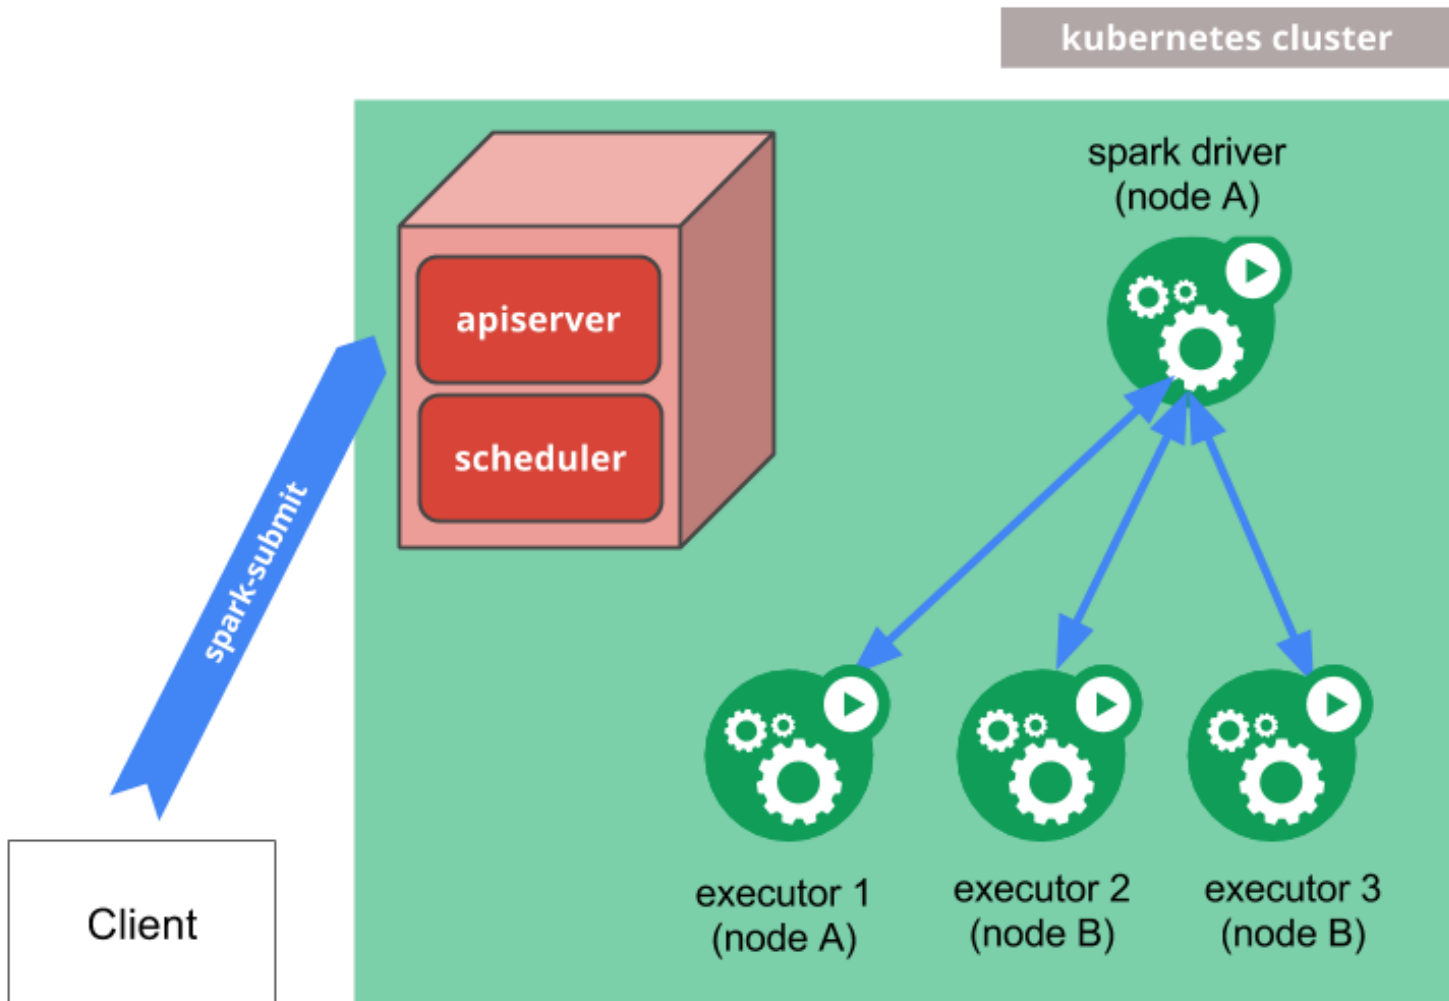 kubernetes cluster
spark driver
(node A)
apiserver
scheduler
spark-submit
executor 1
(node A)
executor 2
(node B)
executor 3
(node B)
Client